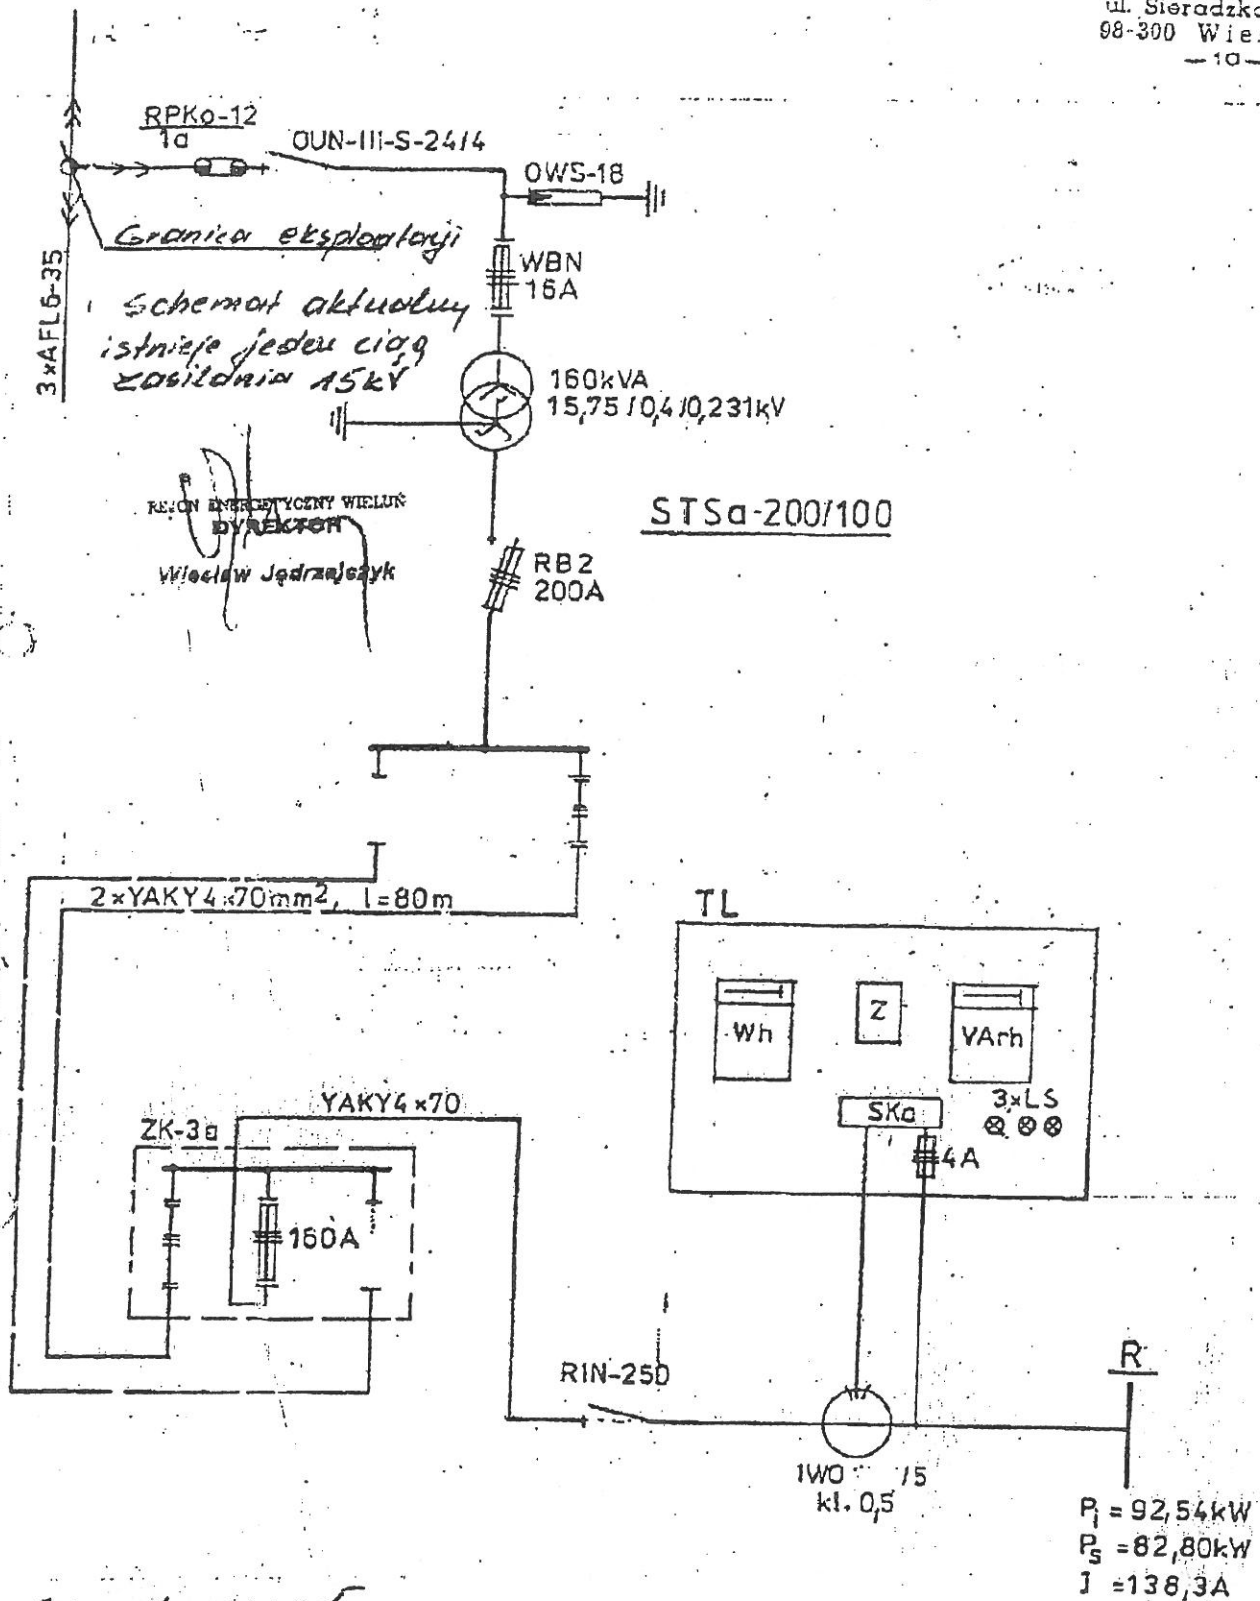 ul. Sieradzka
98-300 Wie
-10-
RPKo-12
1a
OUN-III-S-24/4
OWS-18
Granica eksploatacji
WBN
16A
3xAFL6-35
Schemat aktualny
istnieje jeden ciąg
zasilania 15kV
160kVA
15,75/0,4/0,231kV
REJON ENERGETYCZNY WIELUŃ
DYREKTOR
Wiesław Jędrzejczyk
STSa-200/100
RB2
200A
2xYAKY4x70mm², l=80m
TL
Wh
Z
VArh
SKa
3xLS
4A
YAKY4x70
ZK-3a
160A
RIN-250
R
IWO /5
kl. 0,5
Pi = 92,54kW
Ps = 82,80kW
I = 138,3A